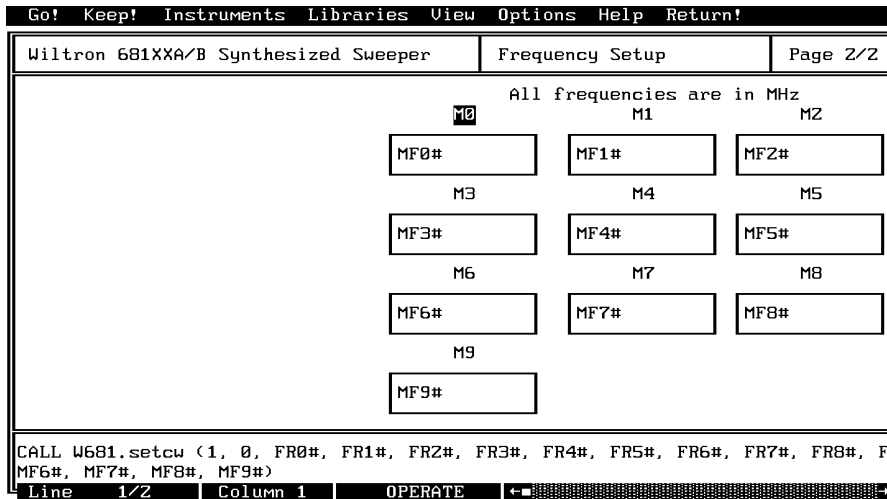 Go! Keep! Instruments Libraries View Options Help Return!
Wiltron 681XXA/B Synthesized Sweeper Frequency Setup Page 2/2
All frequencies are in MHz
M0 M1 M2
MF0# MF1# MF2#
M3 M4 M5
MF3# MF4# MF5#
M6 M7 M8
MF6# MF7# MF8#
M9
MF9#
CALL W681.setcw (1, 0, FR0#, FR1#, FR2#, FR3#, FR4#, FR5#, FR6#, FR7#, FR8#, F
MF6#, MF7#, MF8#, MF9#)
Line 1/2 Column 1 OPERATE